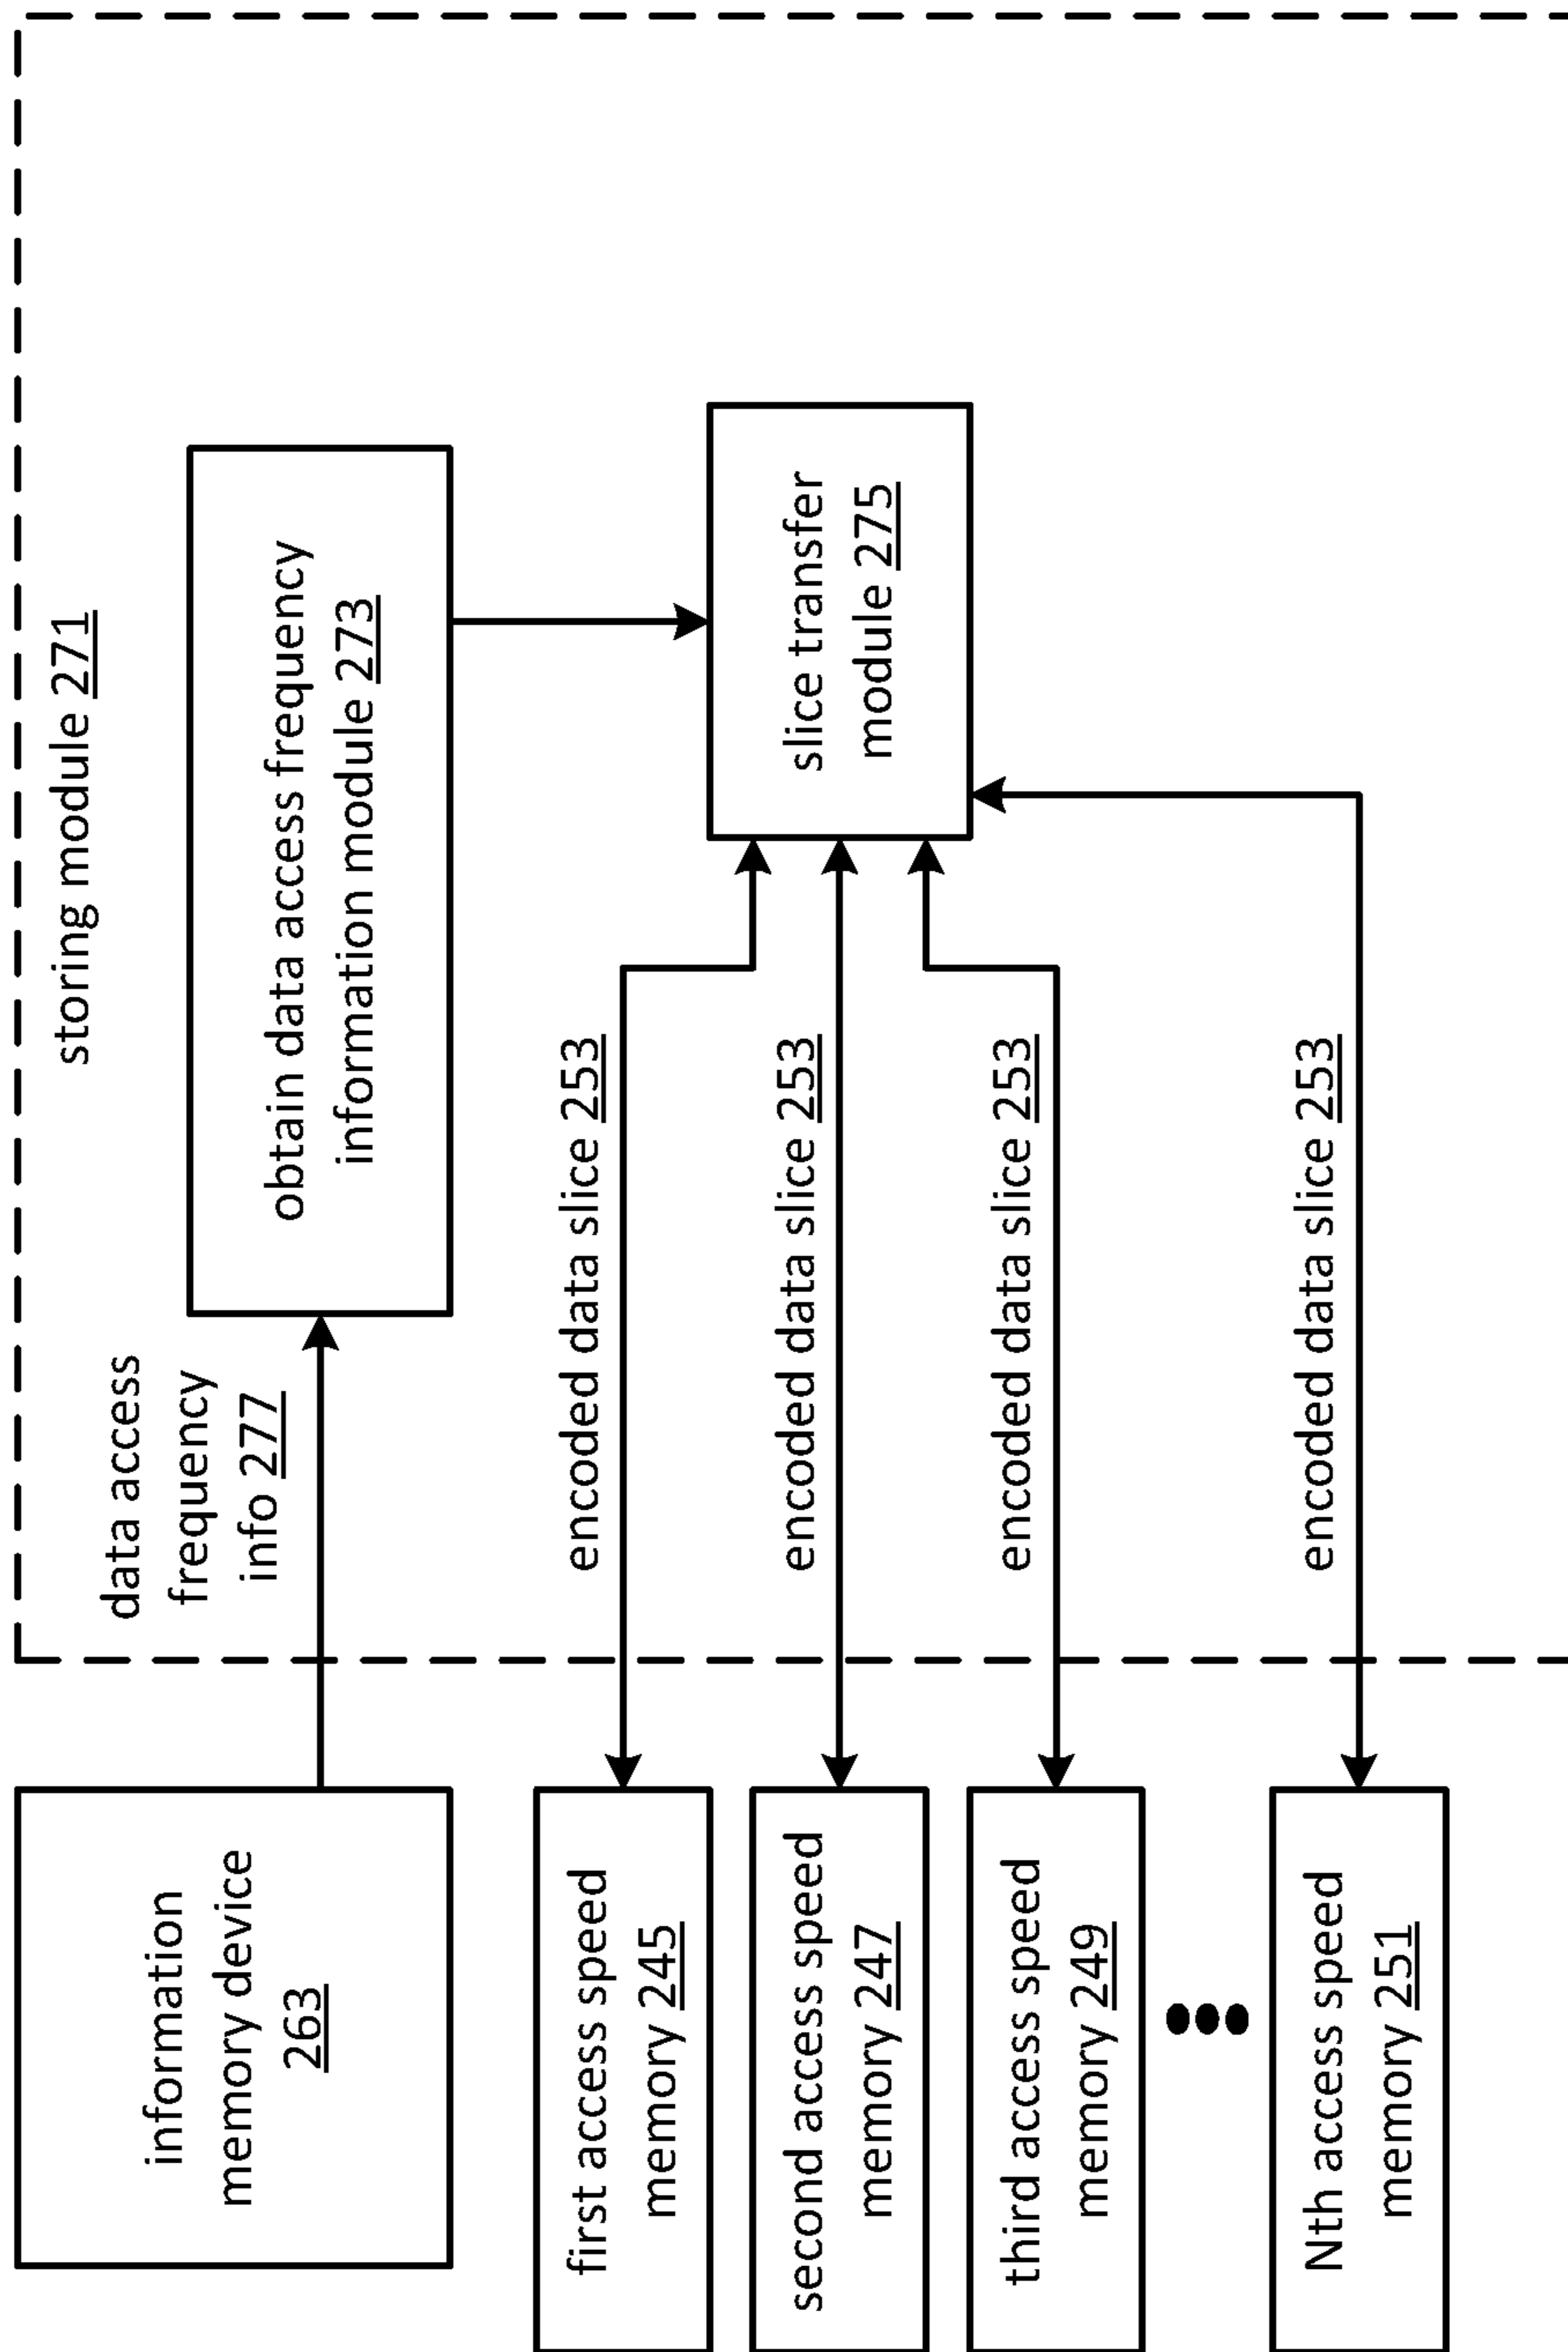 storing module 271
information
memory device
263
data access
frequency
info 277
obtain data access frequency
information module 273
first access speed
memory 245
encoded data slice 253
second access speed
memory 247
encoded data slice 253
slice transfer
module 275
third access speed
memory 249
encoded data slice 253
Nth access speed
memory 251
encoded data slice 253